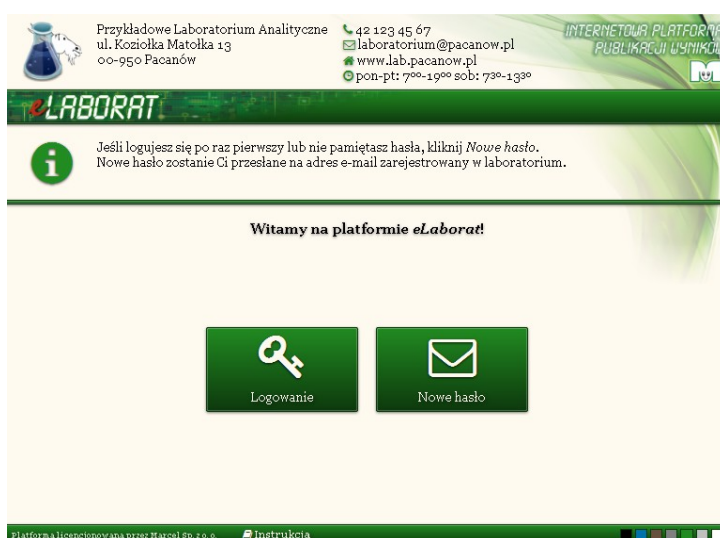 Przykładowe Laboratorium Analityczne
ul. Koziołka Matołka 13
00-950 Pacanów
42 123 45 67
laboratorium@pacanow.pl
www.lab.pacanow.pl
pon-pt: 7⁰⁰-19⁰⁰ sob: 7³⁰-13³⁰
INTERNETOWA PLATFORMA
PUBLIKACJI WYNIKÓ
eLABORAT
Jeśli logujesz się po raz pierwszy lub nie pamiętasz hasła, kliknij Nowe hasło.
Nowe hasło zostanie Ci przesłane na adres e-mail zarejestrowany w laboratorium.
Witamy na platformie eLaborat!
Logowanie
Nowe hasło
Platforma licencjonowana przez Marcel Sp. z o. o.
Instrukcja